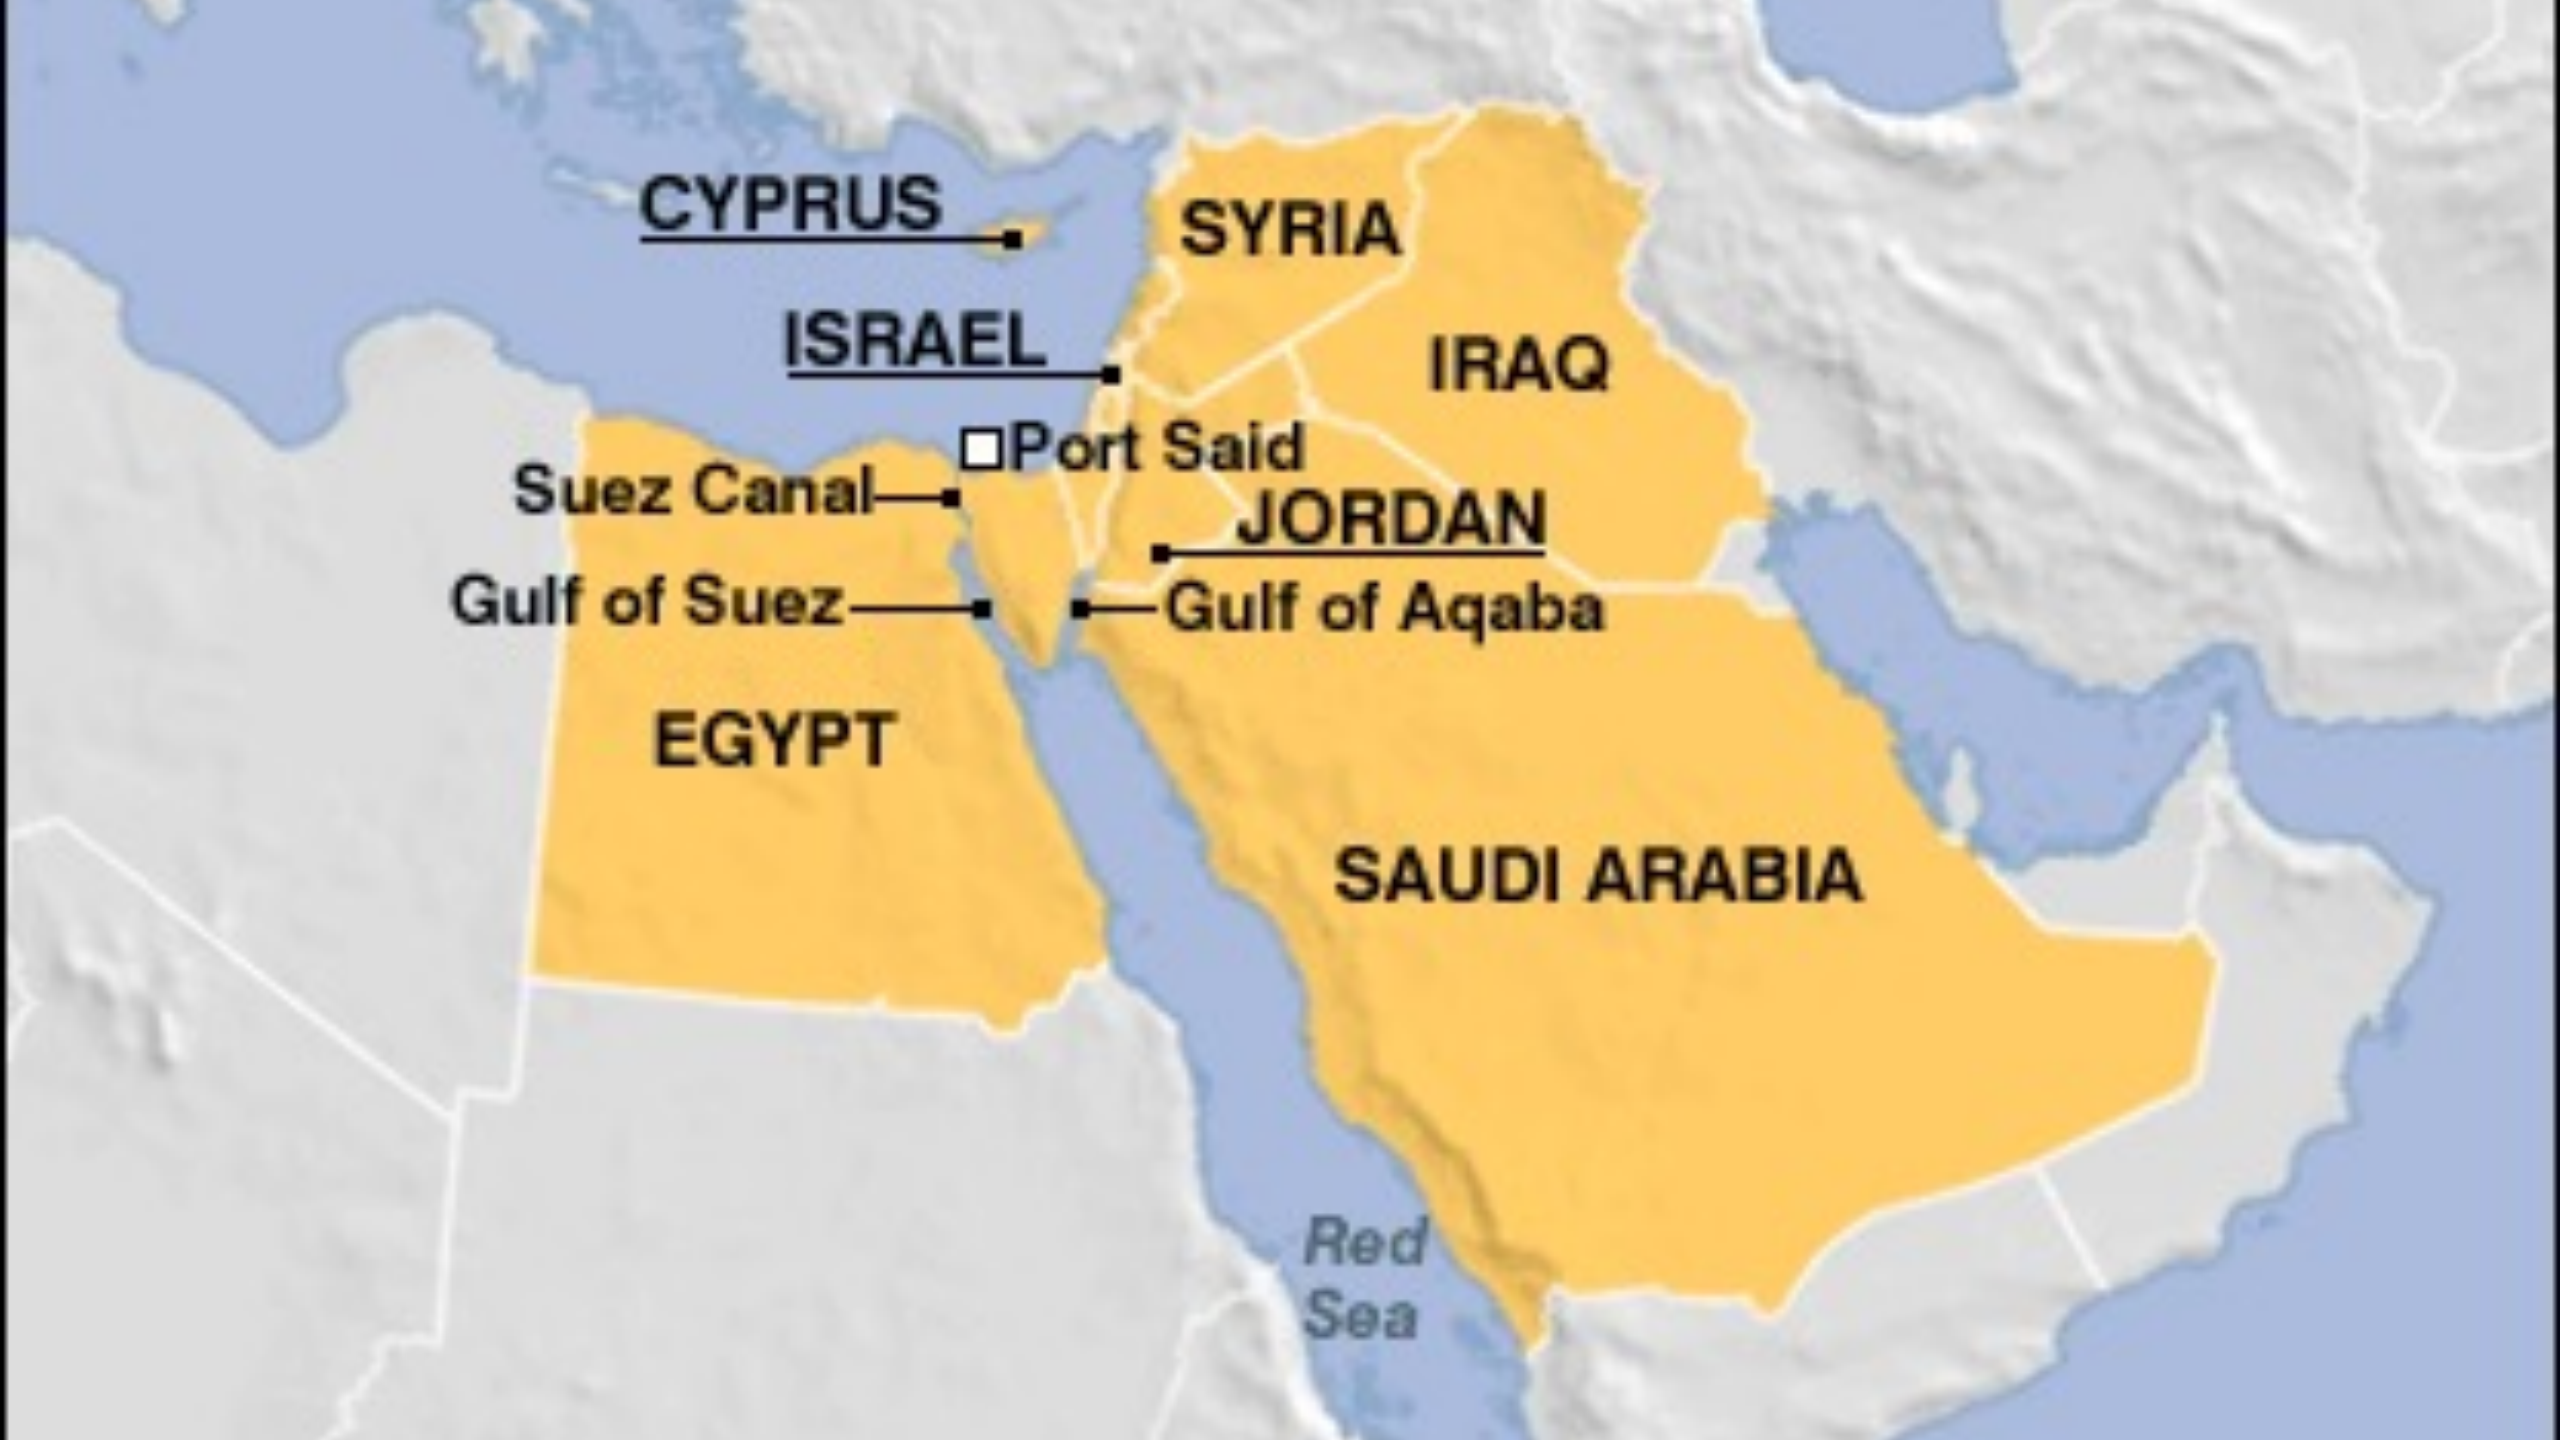 CYPRUS
SYRIA
ISRAEL
IRAQ
Port Said
Suez Canal
JORDAN
Gulf of Suez
Gulf of Aqaba
EGYPT
SAUDI ARABIA
Red
Sea